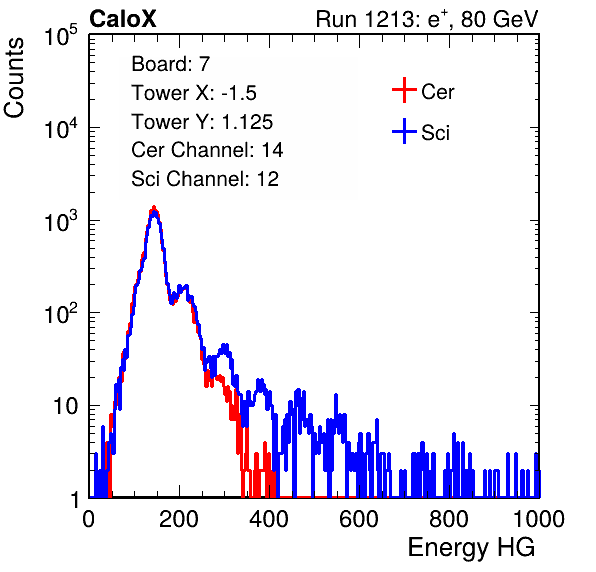 CaloX Run 1213: e⁺, 80 GeV
Counts
Board: 7
Tower X: -1.5
Tower Y: 1.125
Cer Channel: 14
Sci Channel: 12
Cer
Sci
10⁵
10⁴
10³
10²
10
1
0 200 400 600 800 1000
Energy HG